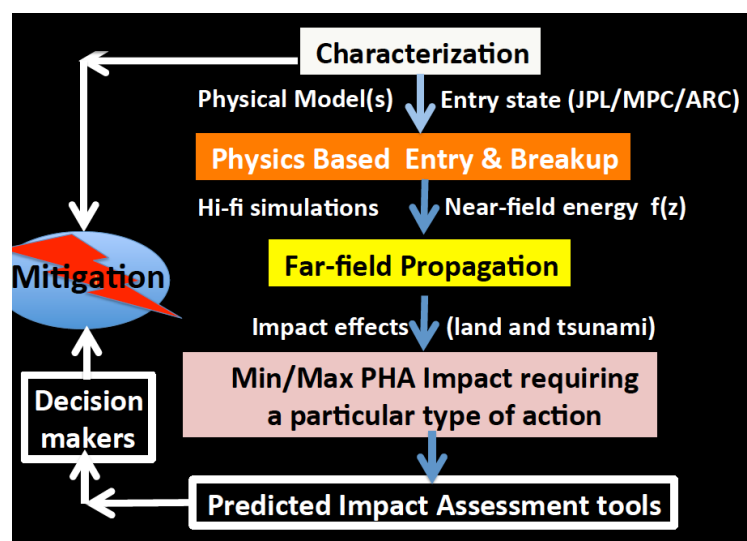 Characterization
Physical Model(s) Entry state (JPL/MPC/ARC)
Physics Based Entry & Breakup
Hi-fi simulations Near-field energy f(z)
Mitigation
Far-field Propagation
Impact effects (land and tsunami)
Min/Max PHA Impact requiring
a particular type of action
Decision
makers
Predicted Impact Assessment tools